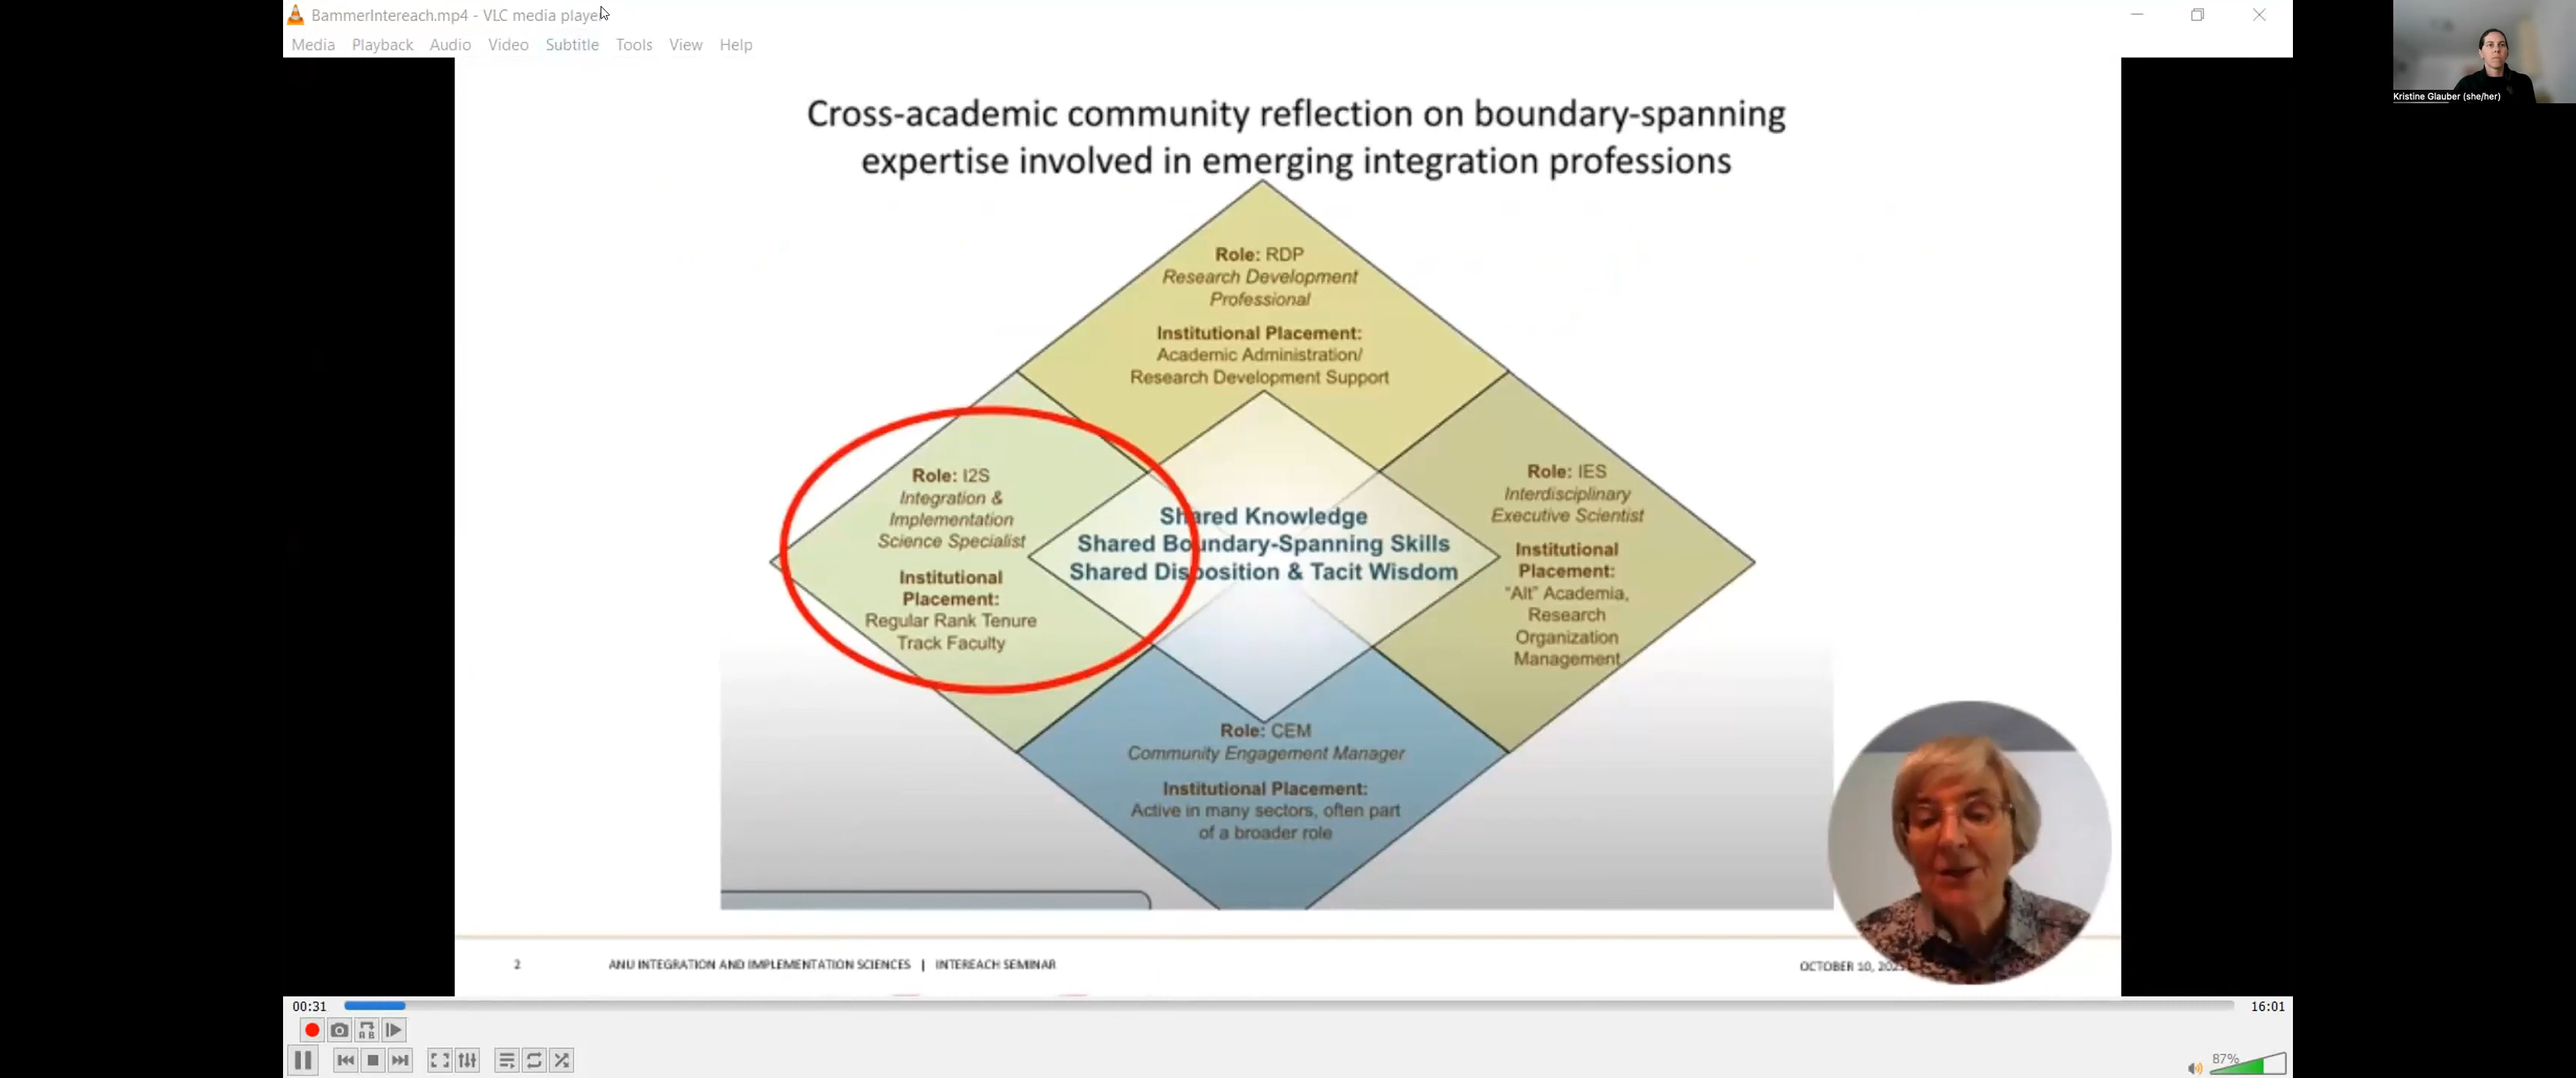 BammerIntereach.mp4 - VLC media player
Media Playback Audio Video Subtitle Tools View Help
Kristine Glauber (she/her)
Cross-academic community reflection on boundary-spanning
expertise involved in emerging integration professions
Role: RDP
Research Development
Professional
Institutional Placement:
Academic Administration/
Research Development Support
Role: I2S
Integration &
Implementation
Science Specialist
Institutional
Placement:
Regular Rank Tenure
Track Faculty
Shared Knowledge
Shared Boundary-Spanning Skills
Shared Disposition & Tacit Wisdom
Role: IES
Interdisciplinary
Executive Scientist
Institutional
Placement:
"Alt" Academia,
Research
Organization
Management
Role: CEM
Community Engagement Manager
Institutional Placement:
Active in many sectors, often part
of a broader role
2 ANU INTEGRATION AND IMPLEMENTATION SCIENCES | INTEREACH SEMINAR
OCTOBER 10,
00:31
16:01
87%